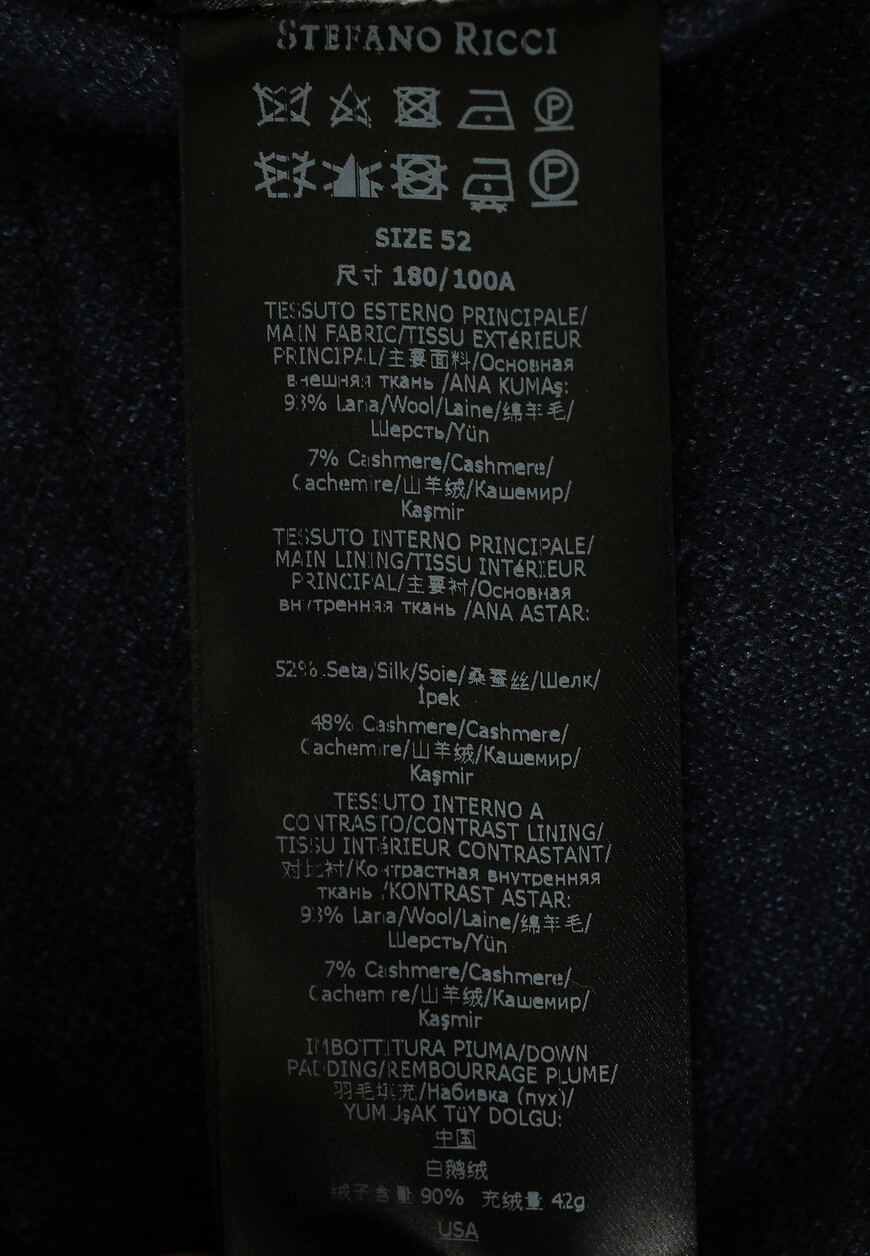 STEFANO RICCI
P
P
SIZE 52
尺寸 180/100A
TESSUTO ESTERNO PRINCIPALE/
MAIN FABRIC/TISSU EXTéRIEUR
PRINCIPAL/主要面料/Основная
внешняя ткань /ANA KUMAş:
93% Lana/Wool/Laine/绵羊毛/
Шерсть/Yün
7% Cashmere/Cashmere/
Cachemire/山羊绒/Кашемир/
Kaşmir
TESSUTO INTERNO PRINCIPALE/
MAIN LINING/TISSU INTéRIEUR
PRINCIPAL/主要衬/Основная
внутренняя ткань /ANA ASTAR:
52% Seta/Silk/Soie/桑蚕丝/Шелк/
İpek
48% Cashmere/Cashmere/
Cachemire/山羊绒/Кашемир/
Kaşmir
TESSUTO INTERNO A
CONTRASTO/CONTRAST LINING/
TISSU INTéRIEUR CONTRASTANT/
对比衬/Контрастная внутренняя
ткань /KONTRAST ASTAR:
93% Lana/Wool/Laine/绵羊毛/
Шерсть/Yün
7% Cashmere/Cashmere/
Cachemire/山羊绒/Кашемир/
Kaşmir
IMBOTTITURA PIUMA/DOWN
PADDING/REMBOURRAGE PLUME/
羽毛填充/Набивка (пух)/
YUMUşAK TüY DOLGU:
中国
白鹅绒
绒子含量 90% 充绒量 42g
USA